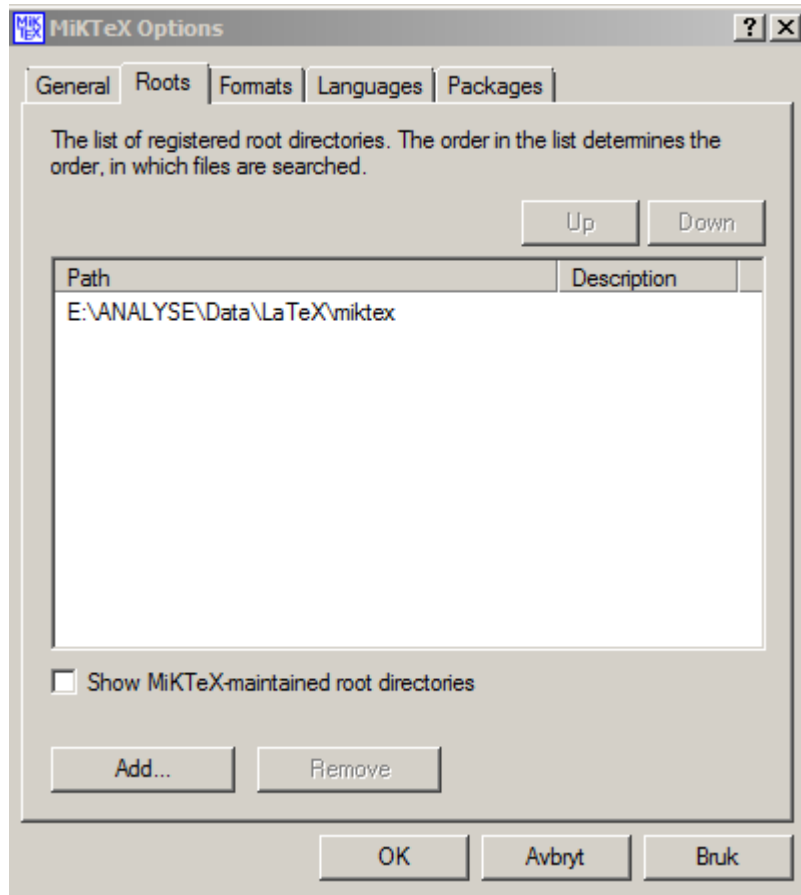 MiKTeX Options
General Roots Formats Languages Packages
The list of registered root directories. The order in the list determines the
order, in which files are searched.
Up Down
Path Description
E:\ANALYSE\Data\LaTeX\miktex
Show MiKTeX-maintained root directories
Add... Remove
OK Avbryt Bruk